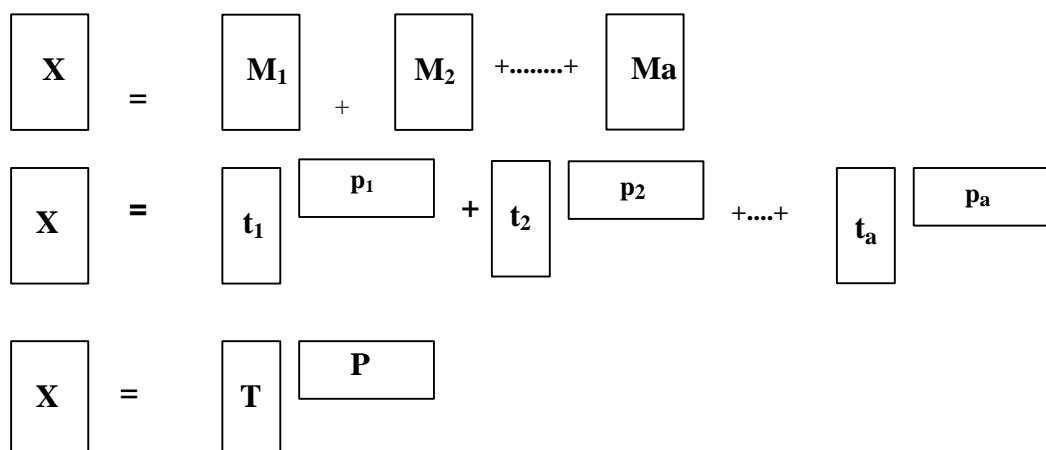 X = M₁ + M₂ +........+ Ma
X = t₁ p₁ + t₂ p₂ +....+ tₐ pₐ
X = T P